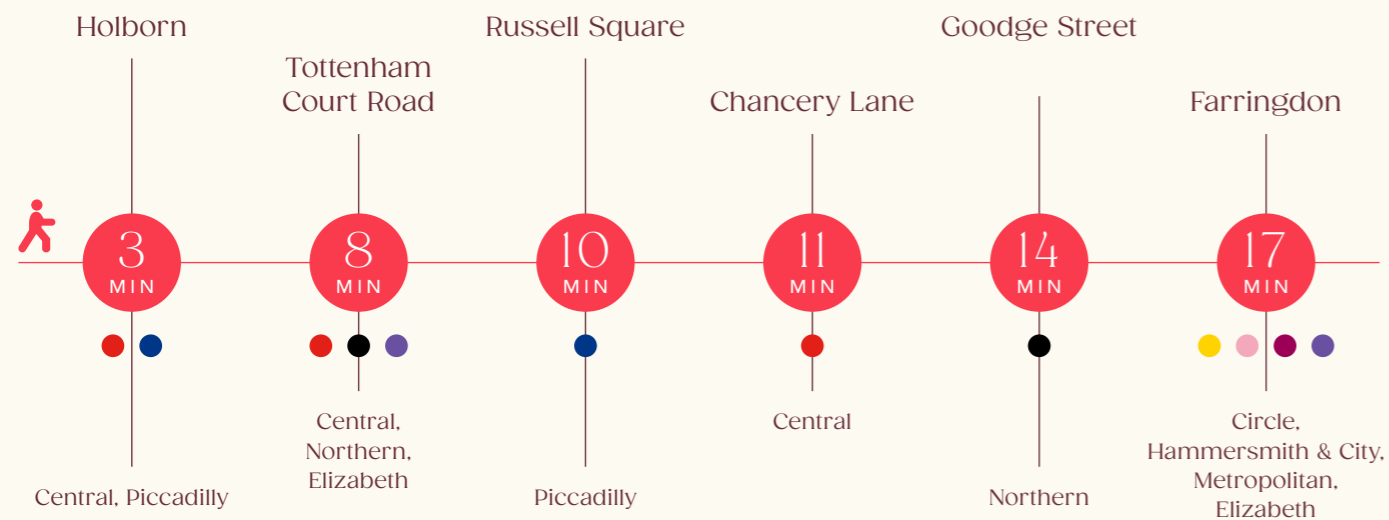 Holborn
3
MIN
Central, Piccadilly
Tottenham
Court Road
8
MIN
Central,
Northern,
Elizabeth
Russell Square
10
MIN
Piccadilly
Chancery Lane
11
MIN
Central
Goodge Street
14
MIN
Northern
Farringdon
17
MIN
Circle,
Hammersmith & City,
Metropolitan,
Elizabeth